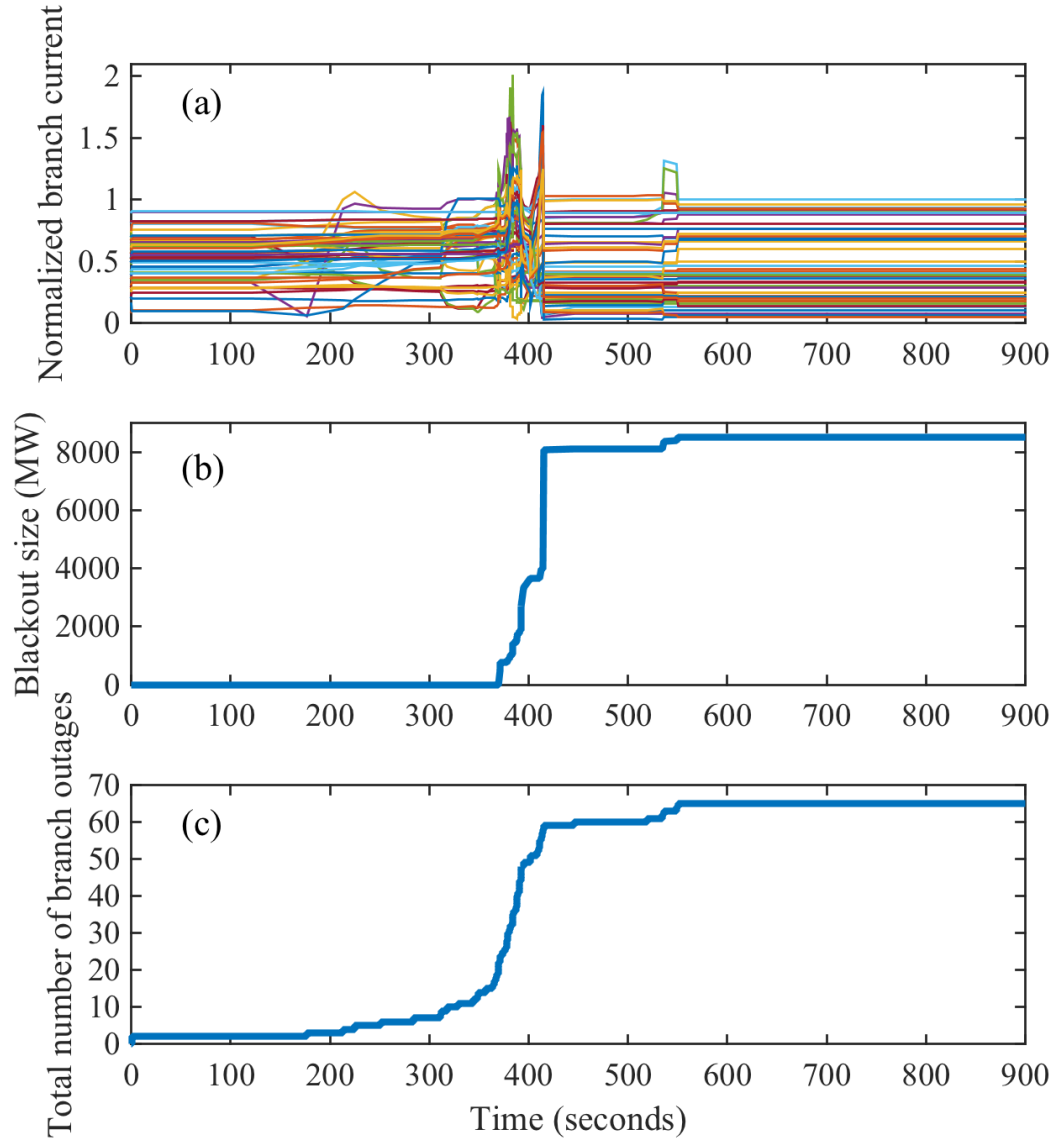 Normalized branch current
2
1.5
1
0.5
0
(a)
0 100 200 300 400 500 600 700 800 900
Blackout size (MW)
8000
6000
4000
2000
0
(b)
0 100 200 300 400 500 600 700 800 900
Total number of branch outages
70
60
50
40
30
20
10
0
(c)
0 100 200 300 400 500 600 700 800 900
Time (seconds)